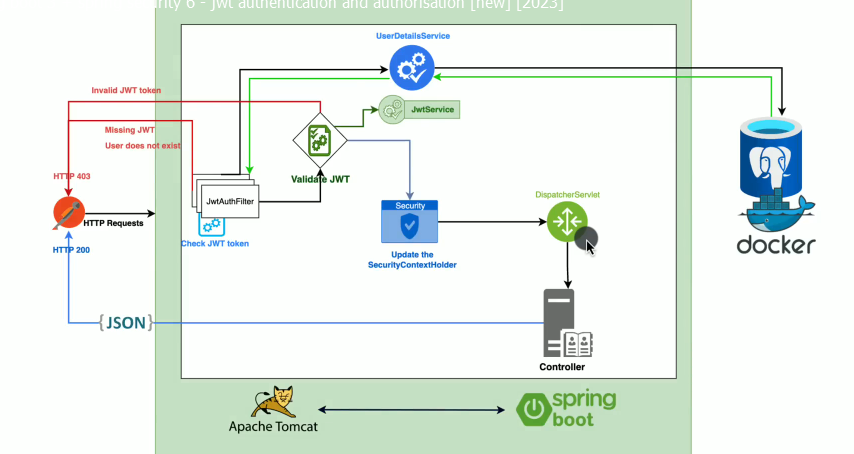 rity 6 - Jwt authentication and authorisation [new] [2023]
UserDetailsService
Invalid JWT token
JwtService
Missing JWT
User does not exist
Validate JWT
HTTP 403
JwtAuthFilter
HTTP Requests
Check JWT token
HTTP 200
Security
Update the
SecurityContextHolder
DispatcherServlet
docker
{JSON}
Controller
Apache Tomcat
spring
boot